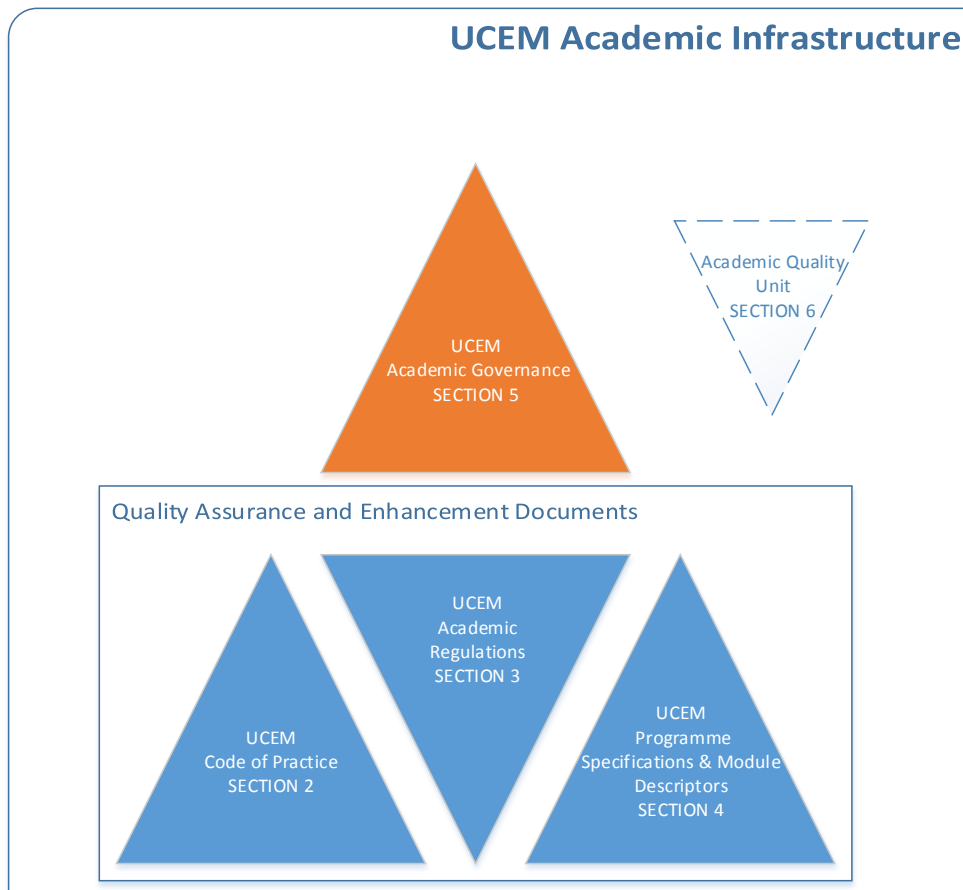 UCEM Academic Infrastructure
Academic Quality
Unit
SECTION 6
UCEM
Academic Governance
SECTION 5
Quality Assurance and Enhancement Documents
UCEM
Code of Practice
SECTION 2
UCEM
Academic
Regulations
SECTION 3
UCEM
Programme
Specifications & Module
Descriptors
SECTION 4